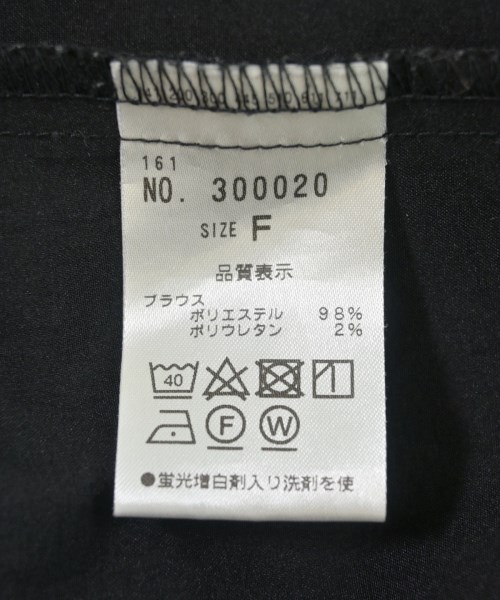 161
NO. 300020
SIZE F
品質表示
ブラウス
ポリエステル 98%
ポリウレタン 2%
40
F W
●蛍光増白剤入り洗剤を使